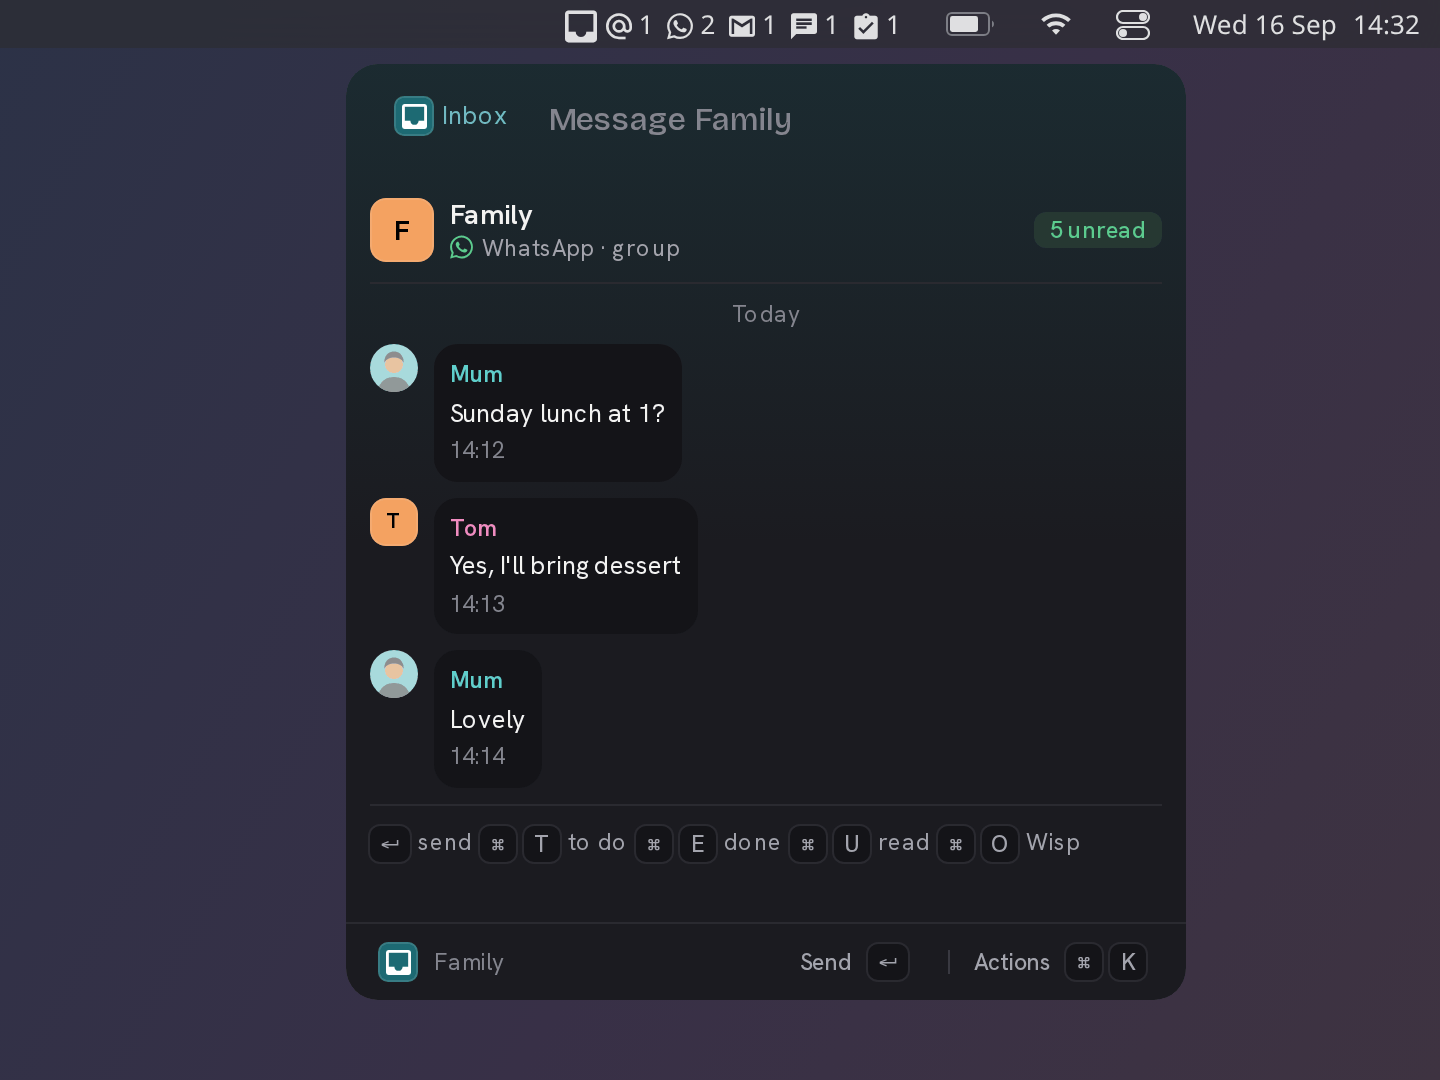 1 2 1 1 1 Wed 16 Sep 14:32
Inbox Message Family
F Family
WhatsApp · group
5 unread
Today
Mum
Sunday lunch at 1?
14:12
T Tom
Yes, I'll bring dessert
14:13
Mum
Lovely
14:14
↵ send ⌘ T to do ⌘ E done ⌘ U read ⌘ O Wisp
Family Send ↵ Actions ⌘ K